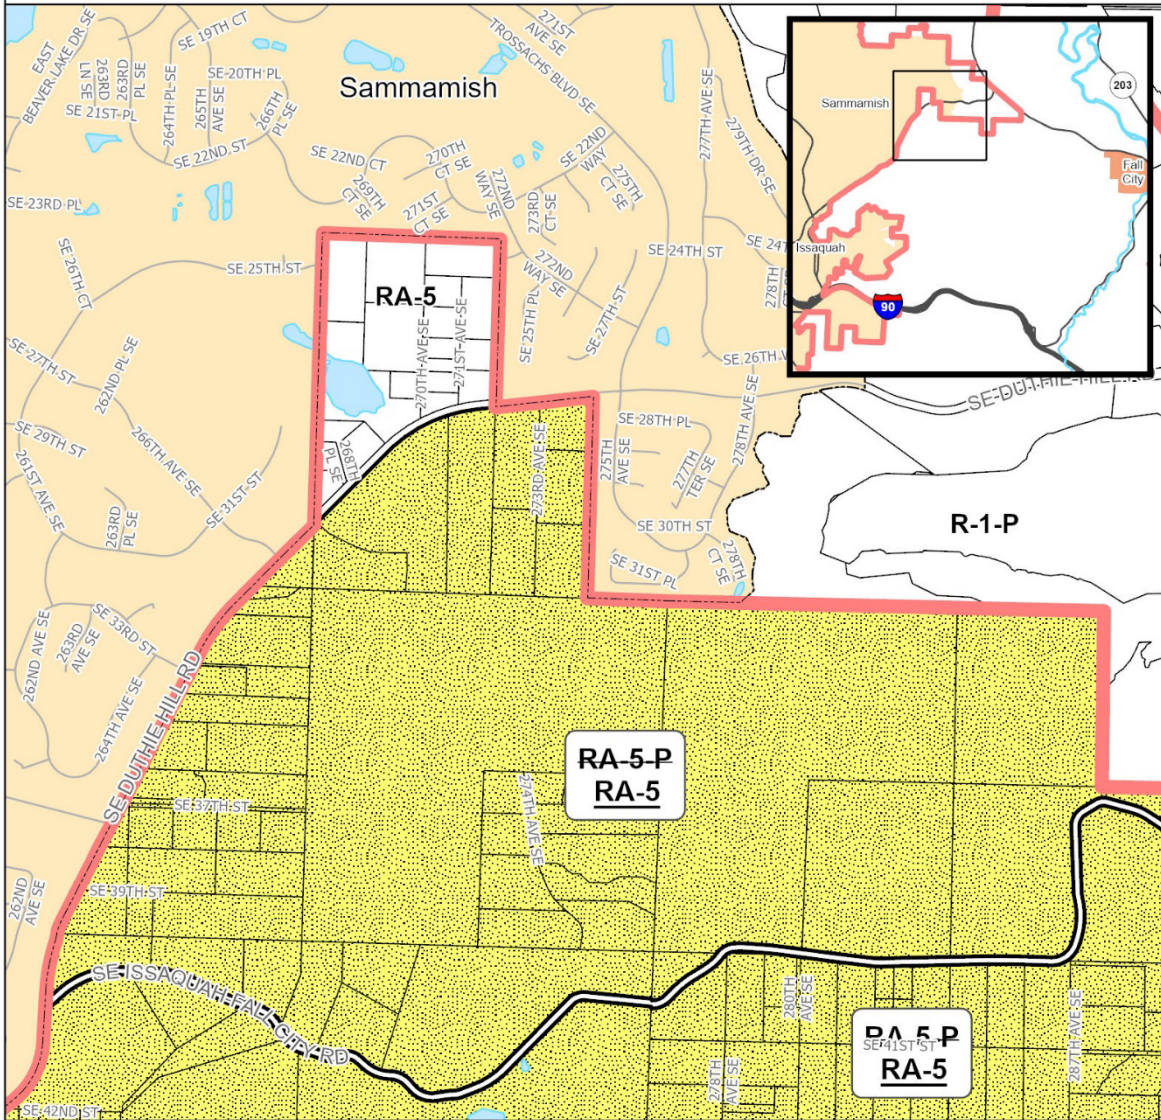 EAST
BEAVER LAKE DR SE
263RD
LN SE
263RD
PL SE
SE 19TH CT
SE 20TH PL
SE 21ST PL
264TH PL SE
265TH
AVE SE
266TH
PL SE
SE 22ND ST
SE 23RD PL
Sammamish
SE 22ND CT
269TH
CT SE
270TH
CT SE
271ST
CT SE
272ND
WAY SE
273RD
CT SE
271ST
AVE SE
TROSSACHS BLVD SE
SE 22ND
WAY
275TH
CT SE
277TH AVE SE
279TH DR SE
SE 24TH ST
278TH
Sammamish
Issaquah
Fall
City
203
90
SE 26TH CT
SE 25TH ST
RA-5
270TH AVE SE
271ST AVE SE
272ND
WAY SE
SE 25TH PL
SE 27TH ST
SE 26TH
SE DUTHIE HILL RD
SE 27TH ST
262ND PL SE
SE 29TH ST
266TH AVE SE
261ST AVE SE
263RD
PL SE
SE 31ST ST
268TH
PL SE
273RD AVE SE
275TH
AVE SE
SE 28TH PL
277TH
TER SE
278TH AVE SE
SE 30TH ST
SE 31ST PL
278TH
CT SE
R-1-P
262ND AVE SE
263RD
AVE SE
SE 33RD ST
264TH AVE SE
SE DUTHIE HILL RD
RA-5-P
RA-5
SE 37TH ST
274TH AVE SE
SE 39TH ST
262ND
AVE SE
SE ISSAQUAH-FALL CITY RD
278TH
AVE SE
280TH
AVE SE
RA-5-P
SE 41ST ST
RA-5
287TH AVE SE
SE 42ND ST